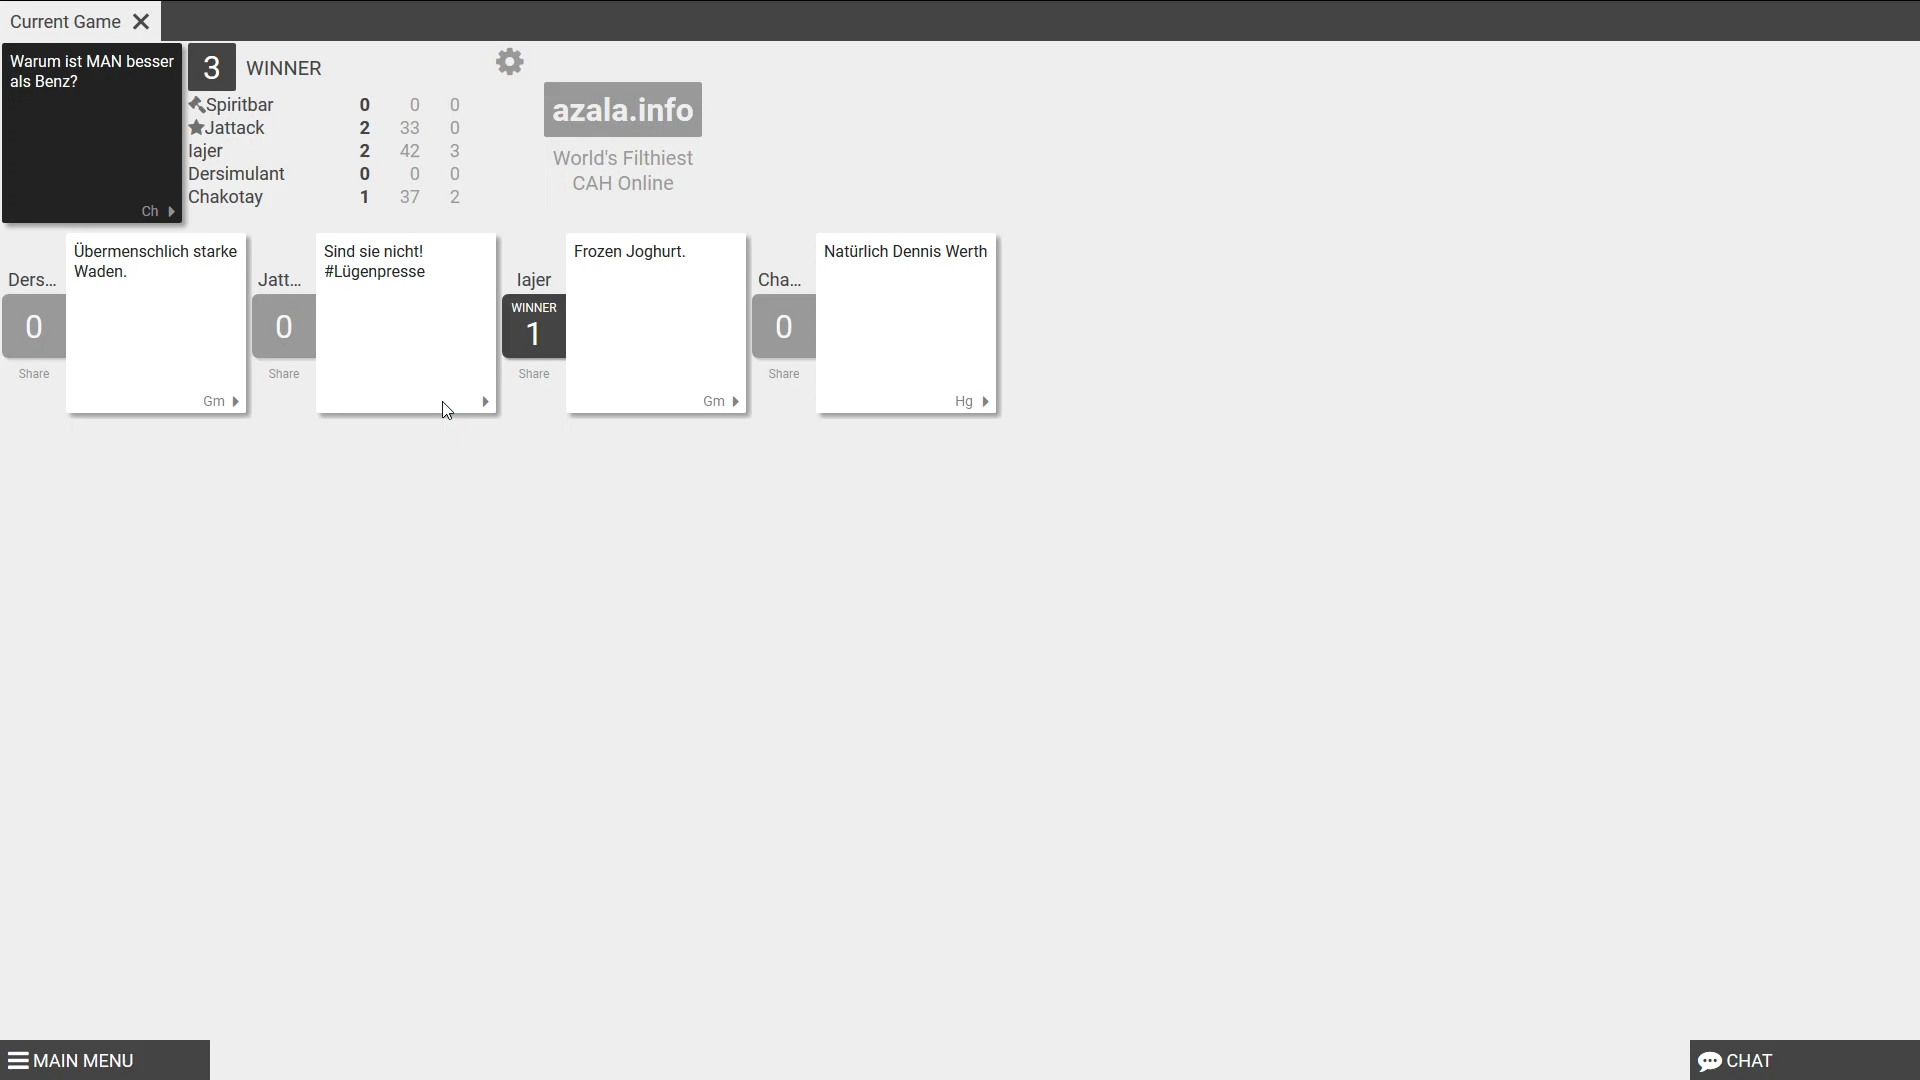 Current Game
Warum ist MAN besser
als Benz?
Ch
3 WINNER
Spiritbar 0 0 0
Jattack 2 33 0
Iajer 2 42 3
Dersimulant 0 0 0
Chakotay 1 37 2
azala.info
World's Filthiest
CAH Online
Ders...
0
Share
Übermenschlich starke
Waden.
Gm
Jatt...
0
Share
Sind sie nicht!
#Lügenpresse
Iajer
WINNER
1
Share
Frozen Joghurt.
Gm
Cha...
0
Share
Natürlich Dennis Werth
Hg
MAIN MENU
CHAT